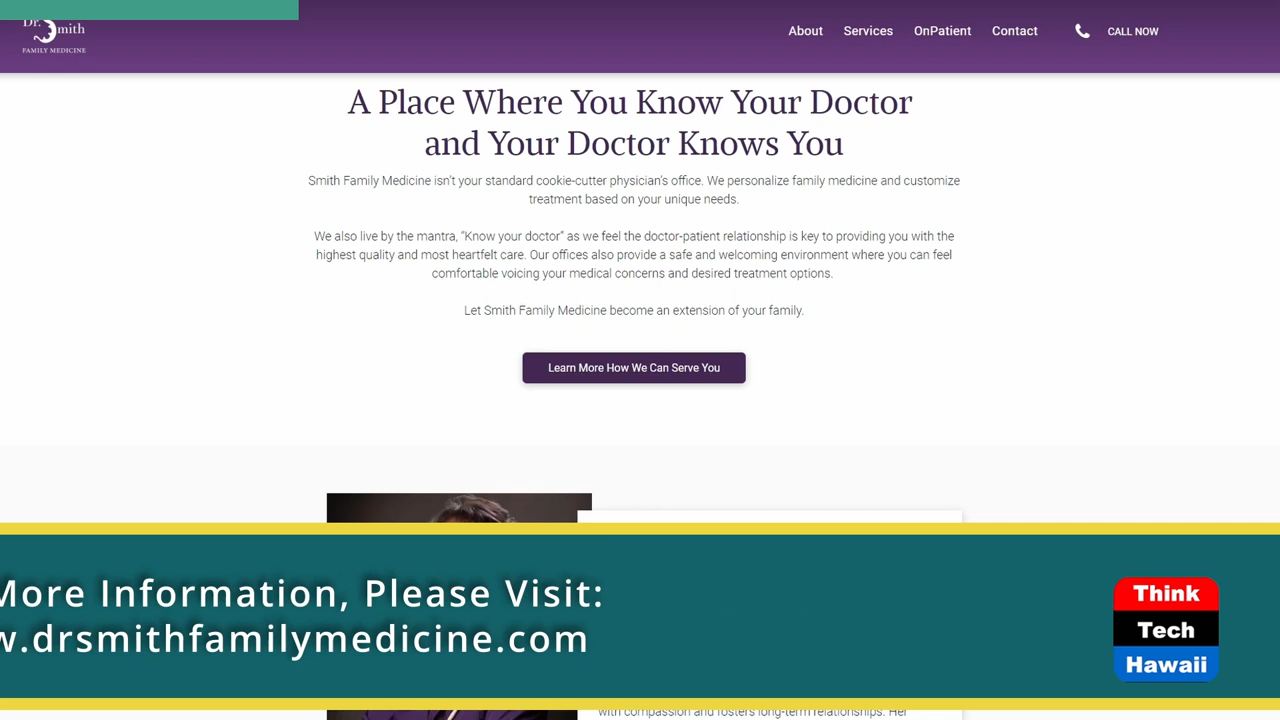 Dr. Smith
FAMILY MEDICINE
About Services OnPatient Contact CALL NOW
A Place Where You Know Your Doctor
and Your Doctor Knows You
Smith Family Medicine isn't your standard cookie-cutter physician's office. We personalize family medicine and customize
treatment based on your unique needs.
We also live by the mantra, “Know your doctor” as we feel the doctor-patient relationship is key to providing you with the
highest quality and most heartfelt care. Our offices also provide a safe and welcoming environment where you can feel
comfortable voicing your medical concerns and desired treatment options.
Let Smith Family Medicine become an extension of your family.
Learn More How We Can Serve You
More Information, Please Visit:
w.drsmithfamilymedicine.com
Think
Tech
Hawaii
with compassion and fosters long-term relationships. Her